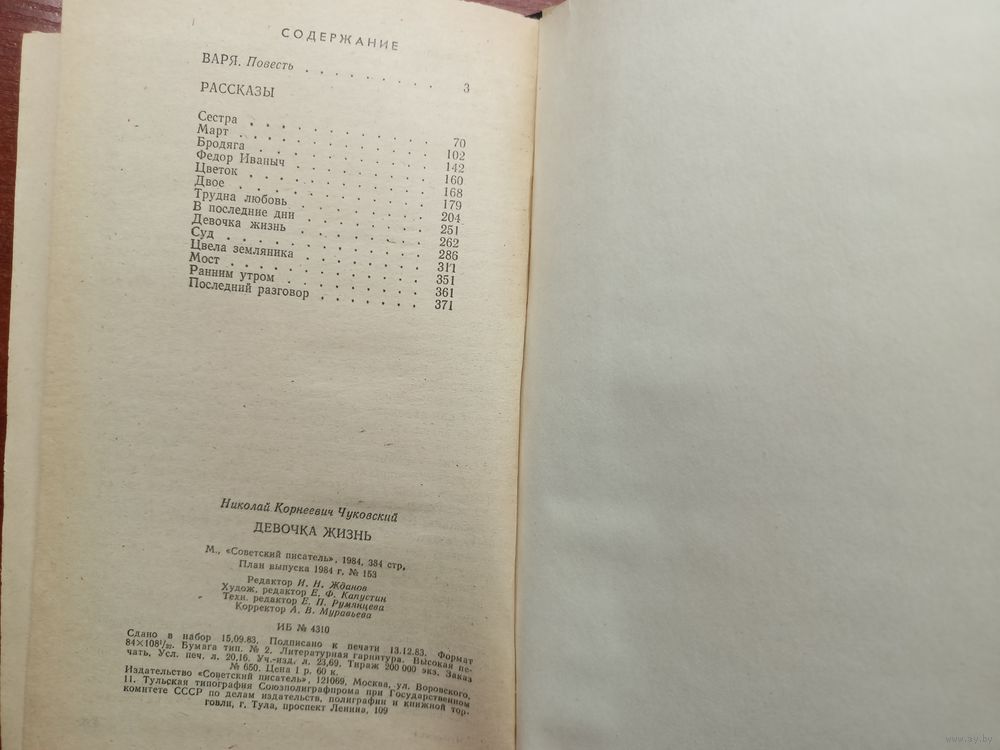 СОДЕРЖАНИЕ
ВАРЯ. Повесть . . . . . . . . 3
РАССКАЗЫ
Сестра . . . . . . . . . . 70
Март . . . . . . . . . . 102
Бродяга . . . . . . . . . . 142
Федор Иваныч . . . . . . . . 160
Цветок . . . . . . . . . . 168
Двое . . . . . . . . . . 179
Трудна любовь . . . . . . . . 204
В последние дни . . . . . . . 251
Девочка жизнь . . . . . . . . 262
Суд . . . . . . . . . . 286
Цвела земляника . . . . . . . 311
Мост . . . . . . . . . . 351
Ранним утром . . . . . . . . 361
Последний разговор . . . . . . 371
Николай Корнеевич Чуковский
ДЕВОЧКА ЖИЗНЬ
М., «Советский писатель», 1984, 384 стр.
План выпуска 1984 г. № 153
Редактор И. Н. Жданов
Худож. редактор Е. Ф. Капустин
Техн. редактор Е. П. Румянцева
Корректор А. В. Муравьева
ИБ № 4310
Сдано в набор 15.09.83. Подписано к печати 13.12.83. Формат
84×108¹/₃₂. Бумага тип. № 2. Литературная гарнитура. Высокая пе-
чать. Усл. печ. л. 20,16. Уч.-изд. л. 23,69. Тираж 200 000 экз. Заказ
№ 650. Цена 1 р. 60 к.
Издательство «Советский писатель», 121069, Москва, ул. Воровского,
11. Тульская типография Союзполиграфпрома при Государственном
комитете СССР по делам издательств, полиграфии и книжной тор-
говли, г. Тула, проспект Ленина, 109
www.ay.by